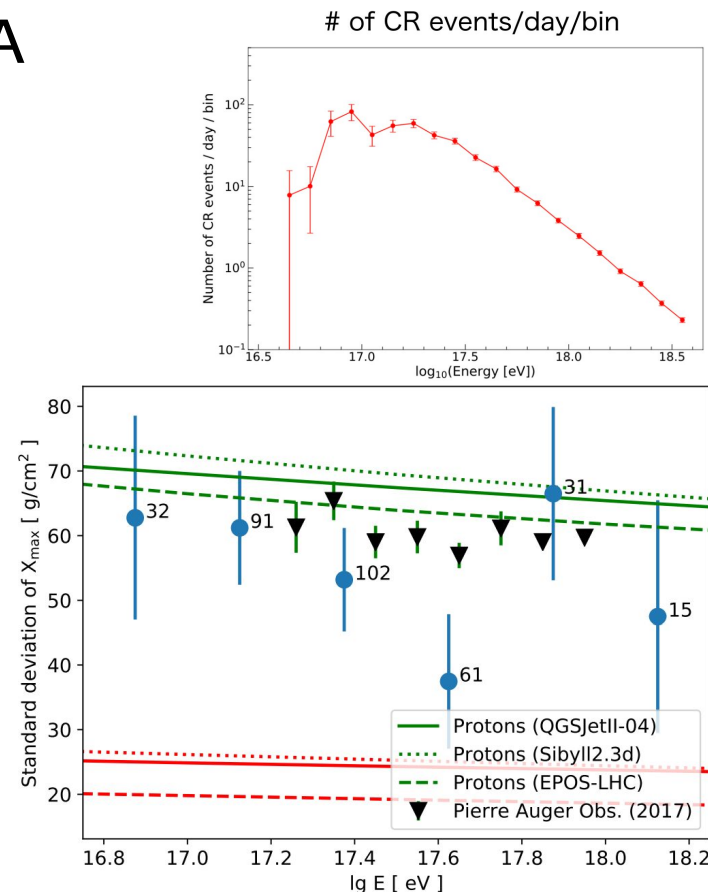 A
# of CR events/day/bin
Number of CR events / day / bin
10²
10¹
10⁰
10⁻¹
16.5 17.0 17.5 18.0 18.5
log₁₀(Energy [eV])
Standard deviation of Xmax [ g/cm² ]
80
70
60
50
40
30
20
32
91
102
61
31
15
Protons (QGSJetII-04)
Protons (Sibyll2.3d)
Protons (EPOS-LHC)
Pierre Auger Obs. (2017)
16.8 17.0 17.2 17.4 17.6 17.8 18.0 18.2
lg E [ eV ]